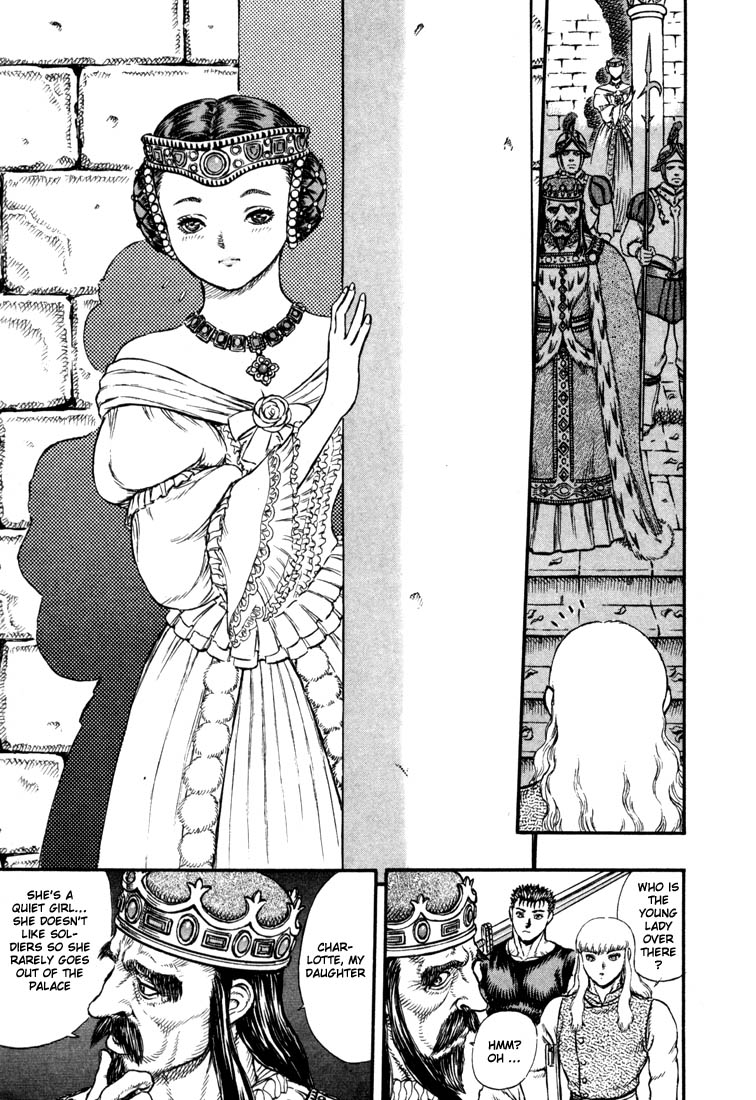 WHO IS
THE
YOUNG
LADY
OVER
THERE
?
HMM?
OH ...
CHAR-
LOTTE, MY
DAUGHTER
SHE'S A
QUIET GIRL...
SHE DOESN'T
LIKE SOL-
DIERS SO SHE
RARELY GOES
OUT OF THE
PALACE